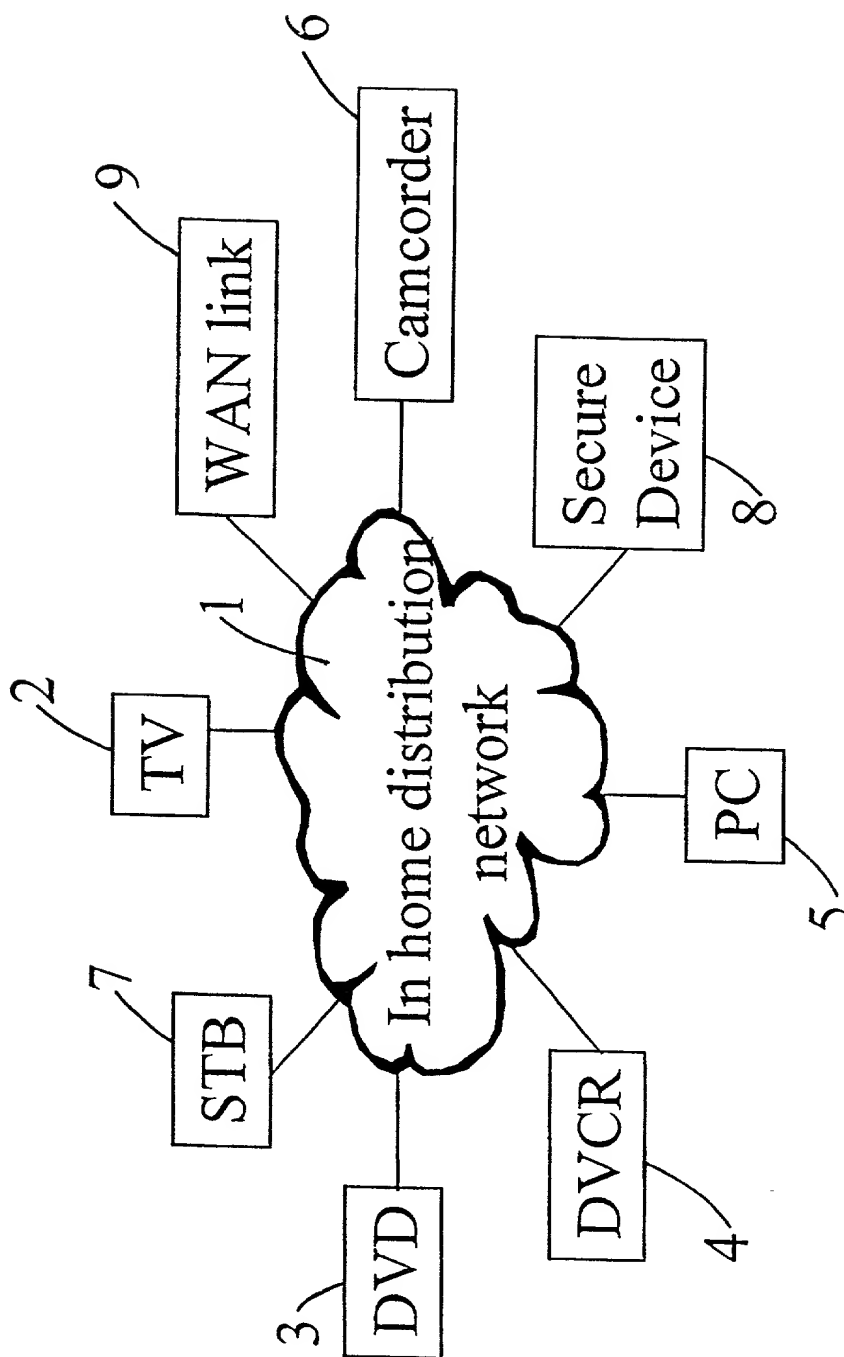 2
TV
9
WAN link
7
STB
1
6
Camcorder
In home distribution
network
3
DVD
DVCR
4
PC
5
Secure
Device
8